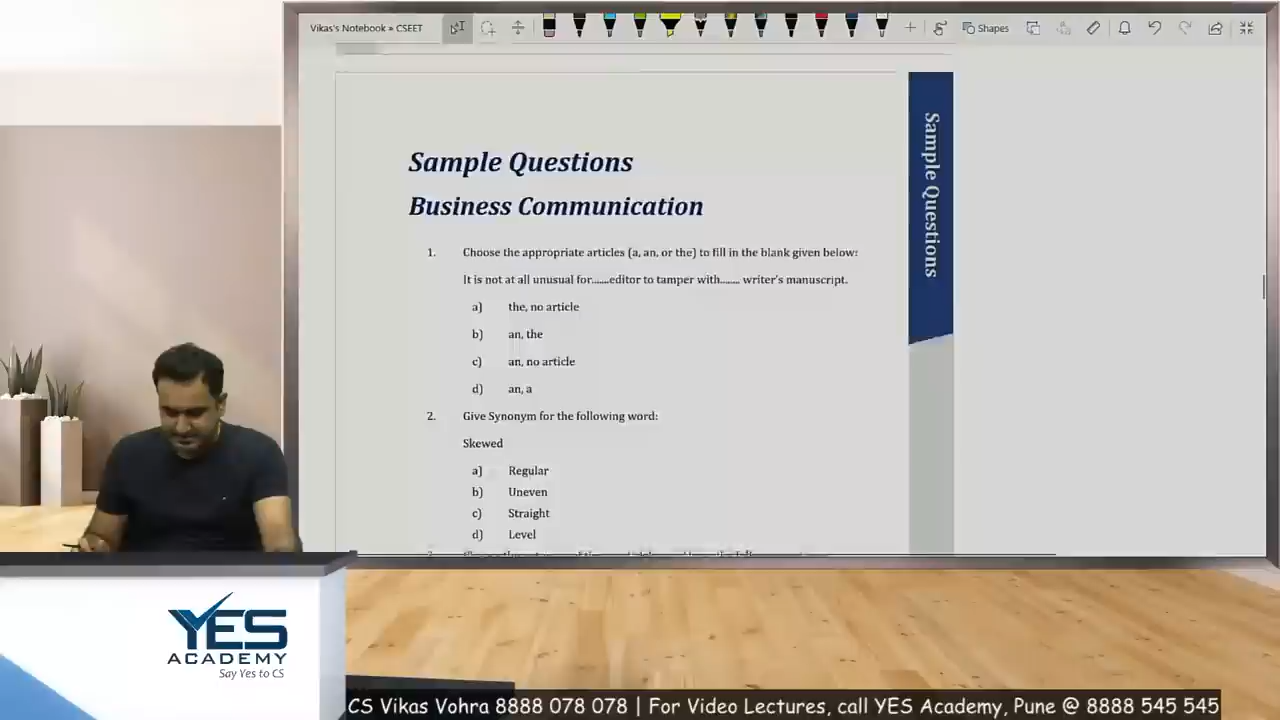 Vikas's Notebook » CSEET
Shapes
Sample Questions
Business Communication
Sample Questions
1. Choose the appropriate articles (a, an, or the) to fill in the blank given below:
It is not at all unusual for......editor to tamper with....... writer's manuscript.
a) the, no article
b) an, the
c) an, no article
d) an, a
2. Give Synonym for the following word:
Skewed
a) Regular
b) Uneven
c) Straight
d) Level
YES
ACADEMY
Say Yes to CS
CS Vikas Vohra 8888 078 078 | For Video Lectures, call YES Academy, Pune @ 8888 545 545